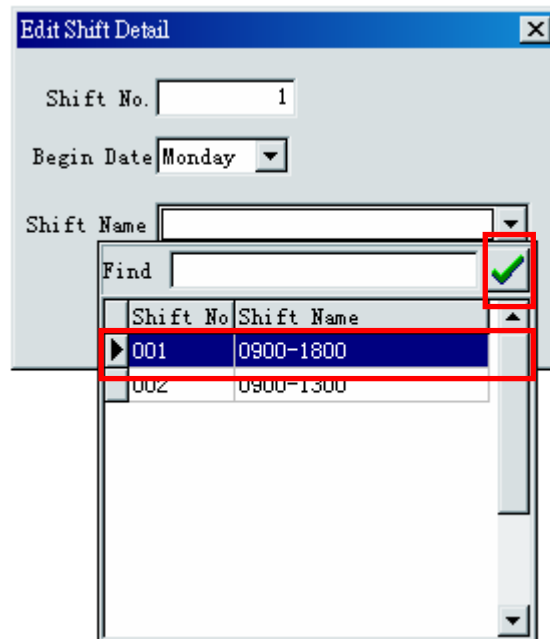 Edit Shift Detail
Shift No. 1
Begin Date Monday
Shift Name
Find
Shift No Shift Name
001 0900-1800
002 0900-1300